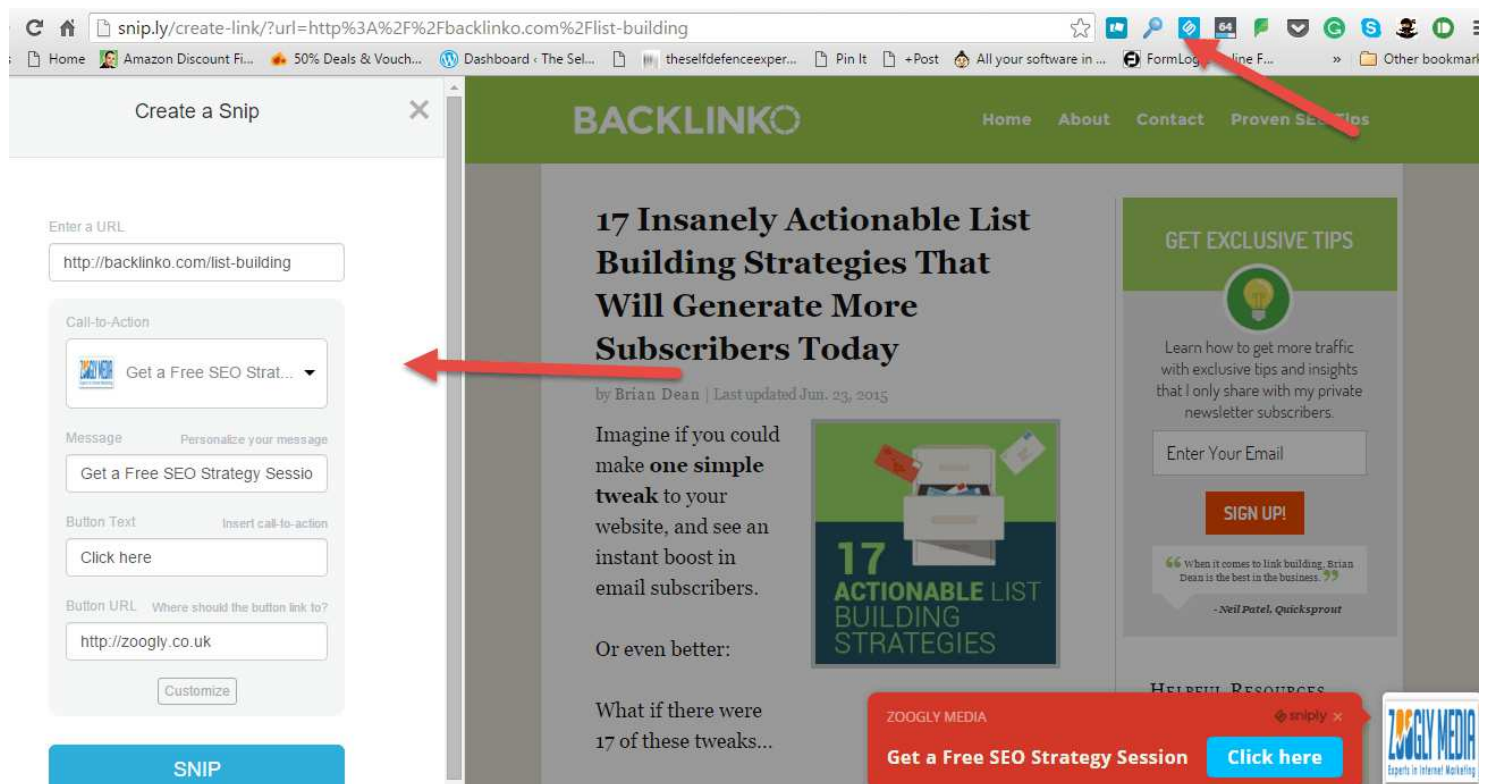 snip.ly/create-link/?url=http%3A%2F%2Fbacklinko.com%2Flist-building
64
Home Amazon Discount Fi... 50% Deals & Vouch... Dashboard ‹ The Sel... theselfdefenceexper... Pin It +Post All your software in ... » Other bookmark
Create a Snip
Enter a URL
http://backlinko.com/list-building
Call-to-Action
ZOOGLY MEDIA
Get a Free SEO Strat...
Message Personalize your message
Get a Free SEO Strategy Sessio
Button Text Insert call-to-action
Click here
Button URL Where should the button link to?
http://zoogly.co.uk
Customize
SNIP
BACKLINKO
Home About Contact Proven SEO Tips
17 Insanely Actionable List
Building Strategies That
Will Generate More
Subscribers Today
by Brian Dean | Last updated Jun. 23, 2015
Imagine if you could
make one simple
tweak to your
website, and see an
instant boost in
email subscribers.
Or even better:
What if there were
17 of these tweaks...
17
ACTIONABLE LIST
BUILDING
STRATEGIES
GET EXCLUSIVE TIPS
Learn how to get more traffic
with exclusive tips and insights
that I only share with my private
newsletter subscribers.
Enter Your Email
SIGN UP!
When it comes to link building, Brian
Dean is the best in the business.
- Neil Patel, Quicksprout
HELPFUL RESOURCES
ZOOGLY MEDIA
sniply ×
Get a Free SEO Strategy Session
Click here
ZOOGLY MEDIA
Experts in Internet Marketing